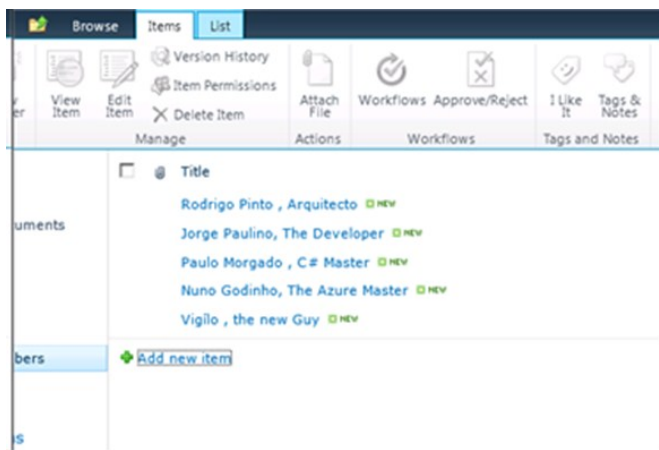 Browse Items List
View Item
Edit Item
Version History
Item Permissions
Delete Item
Attach File
Workflows
Approve/Reject
I Like It
Tags & Notes
Manage Actions Workflows Tags and Notes
Title
Rodrigo Pinto , Arquitecto NEW
uments
Jorge Paulino, The Developer NEW
Paulo Morgado , C# Master NEW
Nuno Godinho, The Azure Master NEW
Vigílo , the new Guy NEW
bers
Add new item